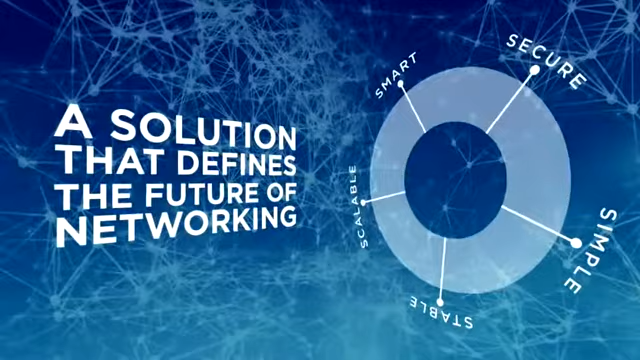 A SOLUTION
THAT DEFINES
THE FUTURE OF
NETWORKING
SMART
SECURE
SCALABLE
SIMPLE
STABLE